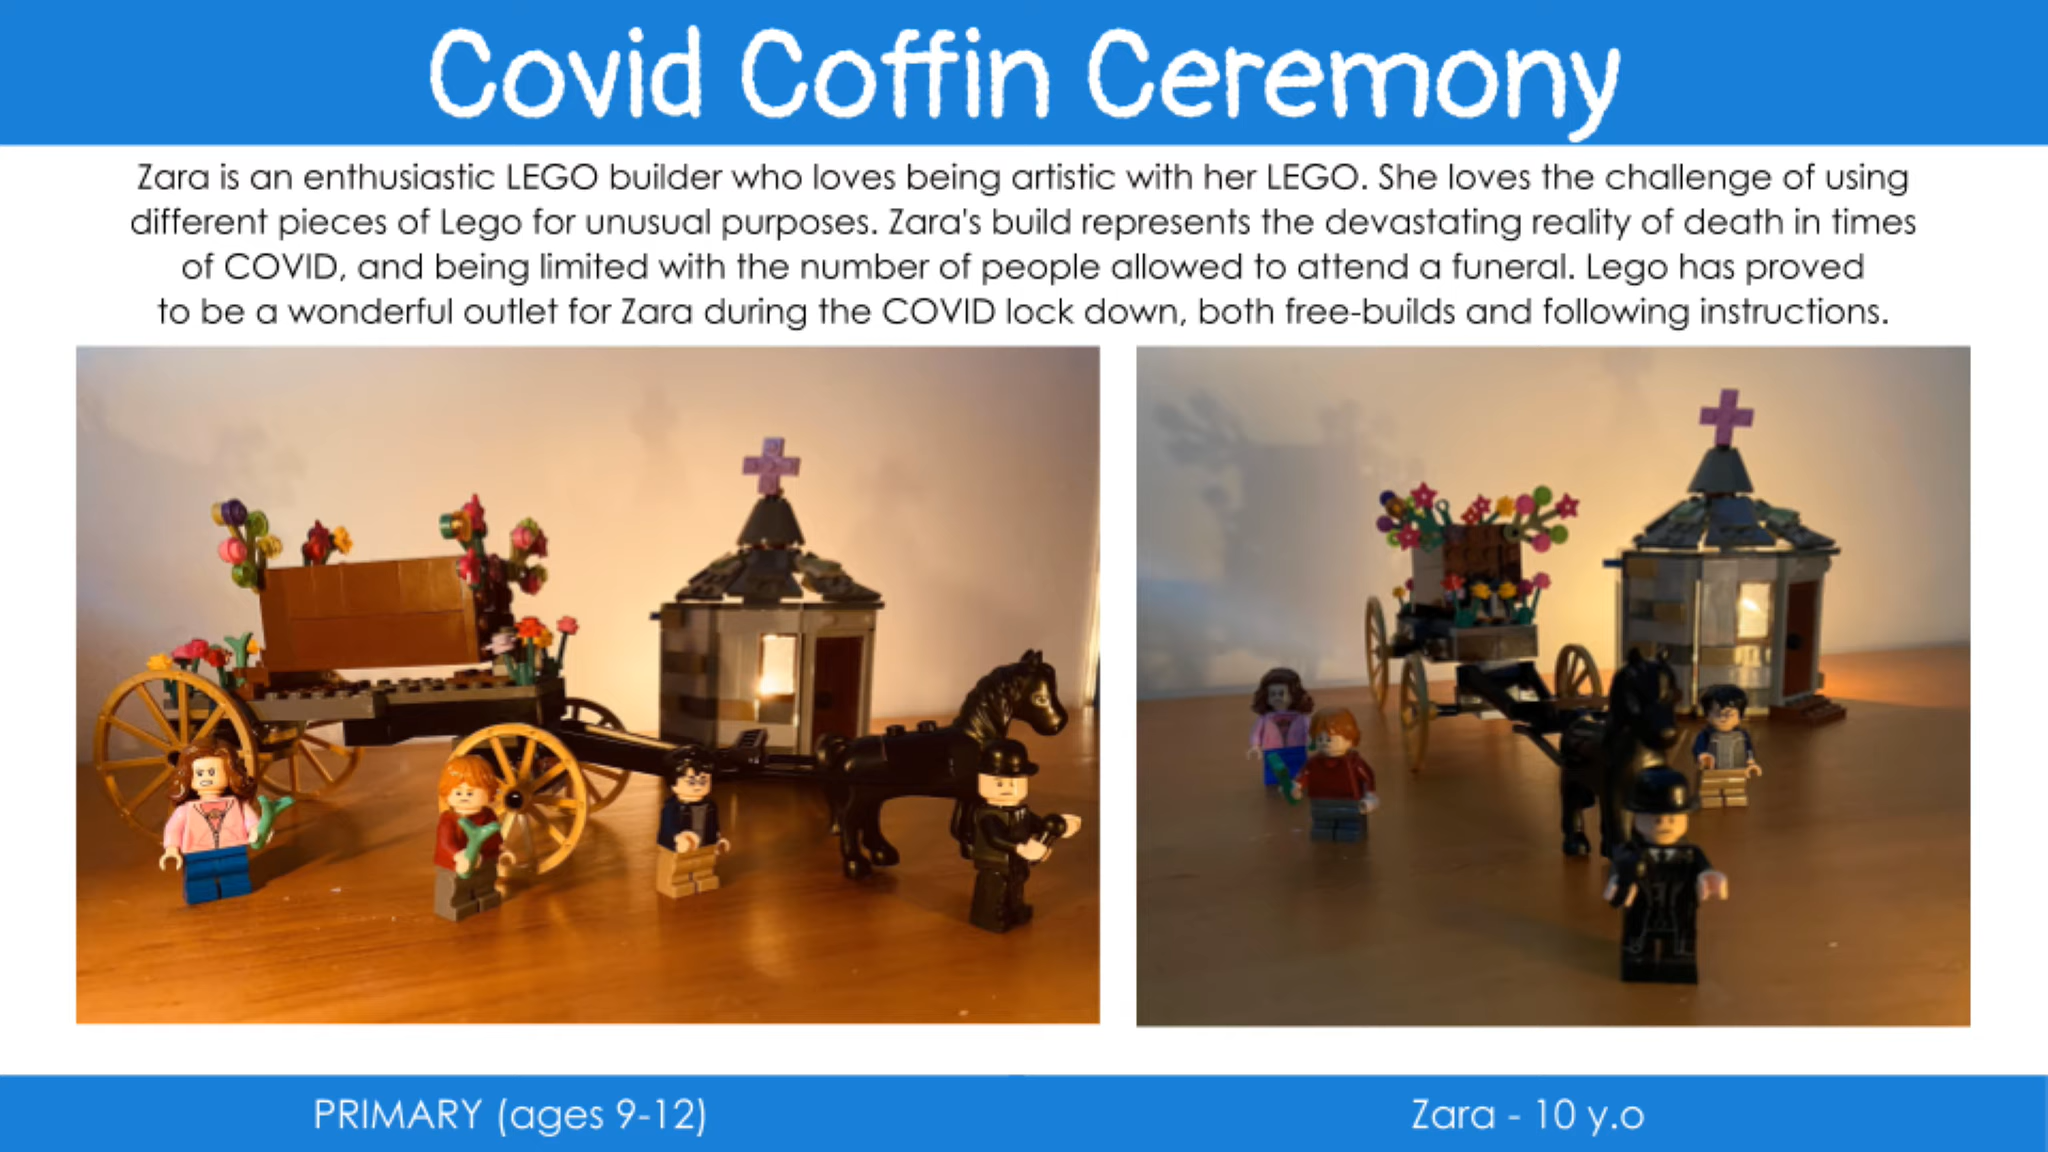 Covid Coffin Ceremony
Zara is an enthusiastic LEGO builder who loves being artistic with her LEGO. She loves the challenge of using
different pieces of Lego for unusual purposes. Zara's build represents the devastating reality of death in times
of COVID, and being limited with the number of people allowed to attend a funeral. Lego has proved
to be a wonderful outlet for Zara during the COVID lock down, both free-builds and following instructions.
PRIMARY (ages 9-12)
Zara - 10 y.o